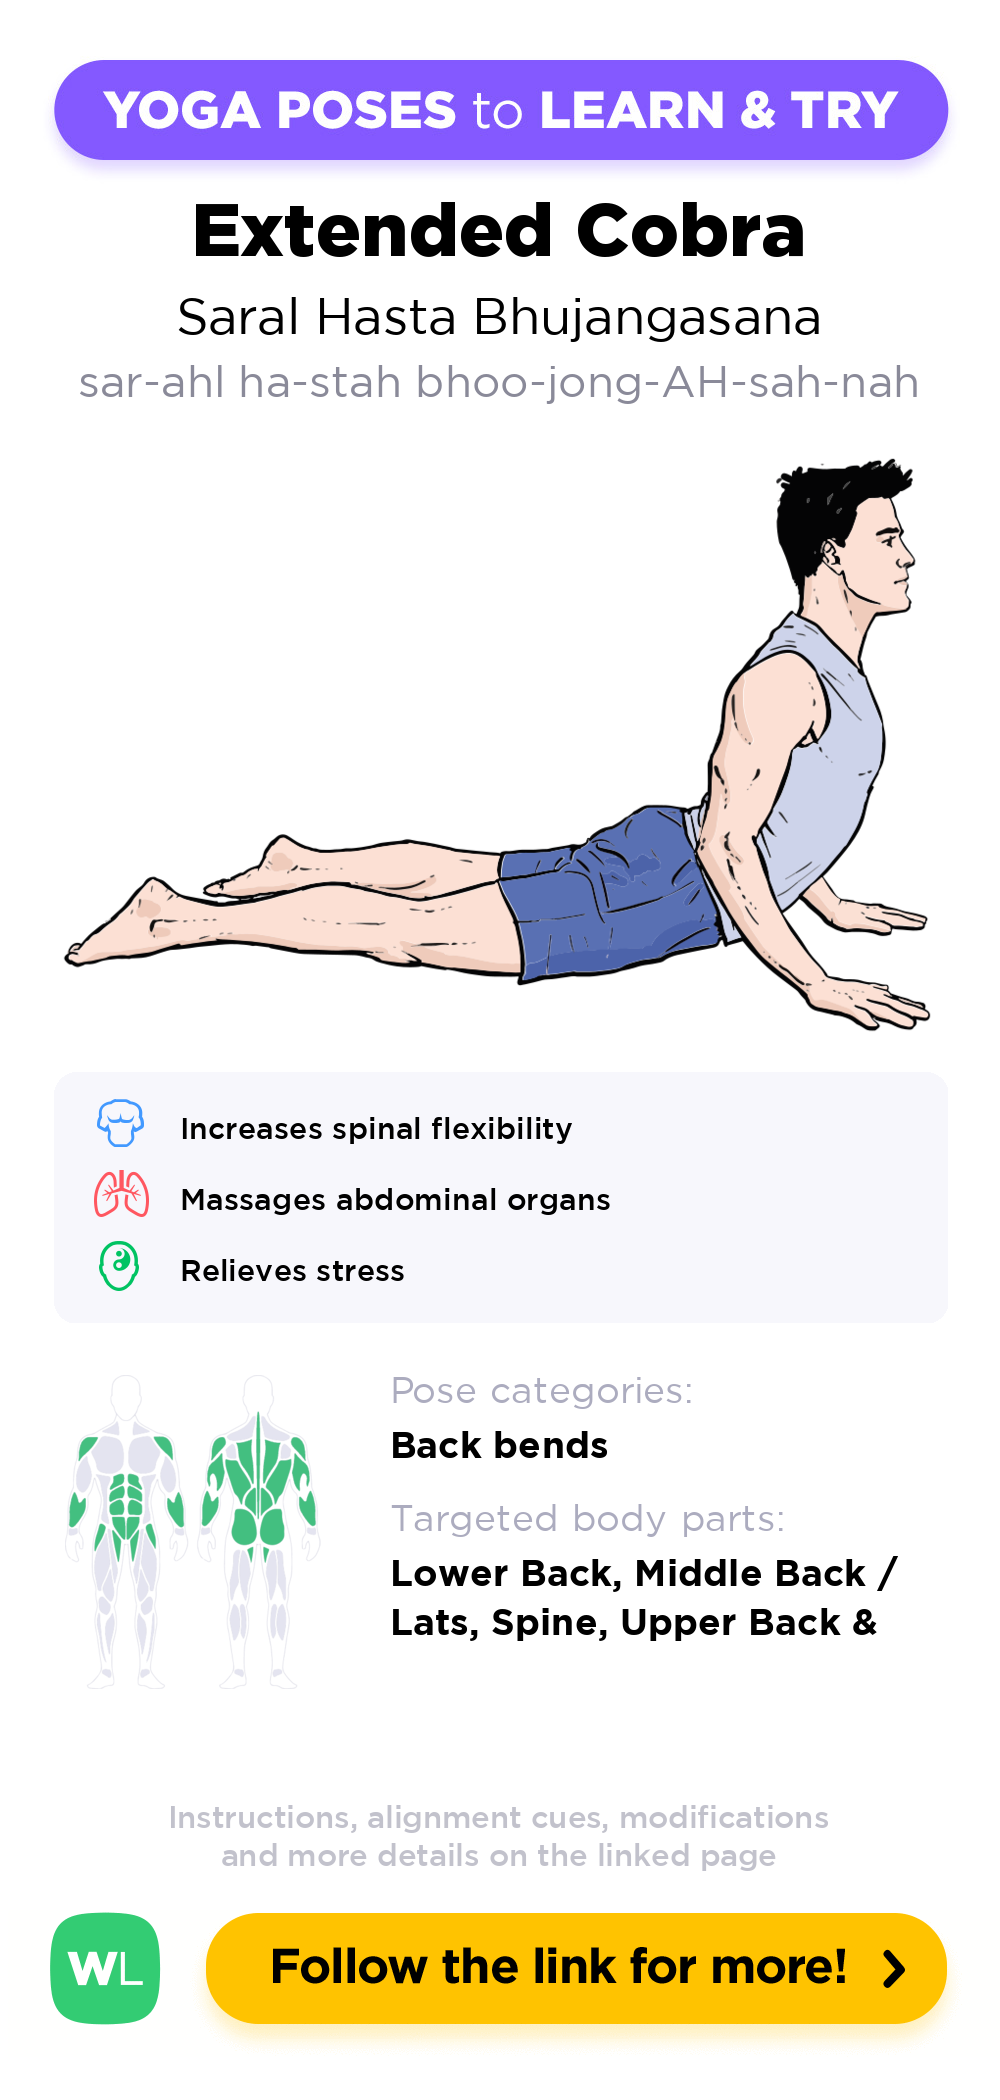 YOGA POSES to LEARN & TRY
Extended Cobra
Saral Hasta Bhujangasana
sar-ahl ha-stah bhoo-jong-AH-sah-nah
Increases spinal flexibility
Massages abdominal organs
Relieves stress
Pose categories:
Back bends
Targeted body parts:
Lower Back, Middle Back /
Lats, Spine, Upper Back &
Instructions, alignment cues, modifications
and more details on the linked page
WL
Follow the link for more!